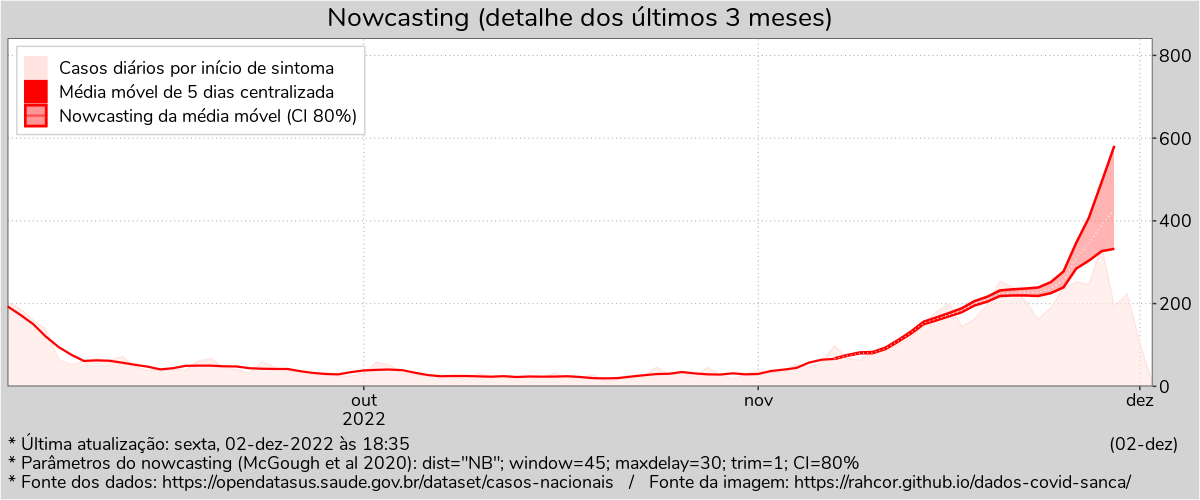 Nowcasting (detalhe dos últimos 3 meses)
Casos diários por início de sintoma
Média móvel de 5 dias centralizada
Nowcasting da média móvel (CI 80%)
800
600
400
200
0
out
2022
nov
dez
* Última atualização: sexta, 02-dez-2022 às 18:35
(02-dez)
* Parâmetros do nowcasting (McGough et al 2020): dist="NB"; window=45; maxdelay=30; trim=1; CI=80%
* Fonte dos dados: https://opendatasus.saude.gov.br/dataset/casos-nacionais / Fonte da imagem: https://rahcor.github.io/dados-covid-sanca/